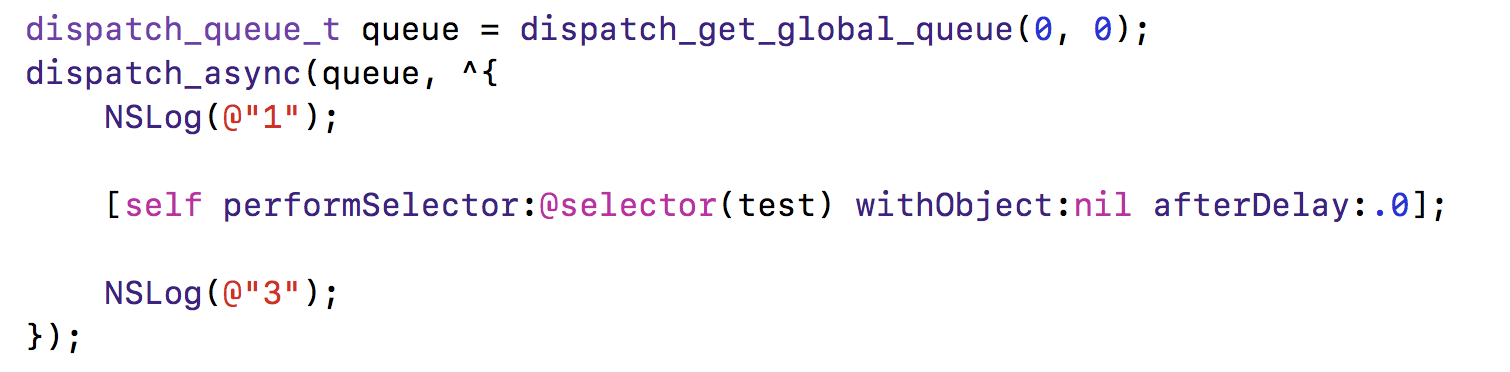 dispatch_queue_t queue = dispatch_get_global_queue(0, 0);
dispatch_async(queue, ^{
    NSLog(@"1");
    [self performSelector:@selector(test) withObject:nil afterDelay:.0];
    NSLog(@"3");
});